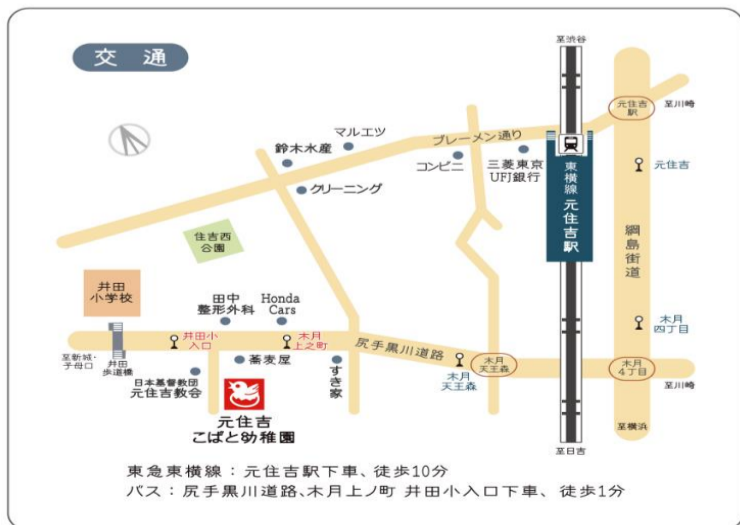 交通
至渋谷
元住吉
駅
至川崎
マルエツ
ブレーメン通り
鈴木水産
コンビニ
三菱東京
UFJ銀行
元住吉
クリーニング
東横線 元住吉駅
綱島街道
住吉西
公園
井田
小学校
田中
整形外科
Honda
Cars
井田小
入口
木月
上之町
尻手黒川道路
木月
四丁目
至新城・
子母口
井田
歩道橋
蕎麦屋
すき家
木月
天王森
木月
天王森
木月
4丁目
至川崎
日本基督教団
元住吉教会
元住吉
こばと幼稚園
至横浜
至日吉
東急東横線：元住吉駅下車、徒歩10分
バス：尻手黒川道路、木月上ノ町 井田小入口下車、徒歩1分